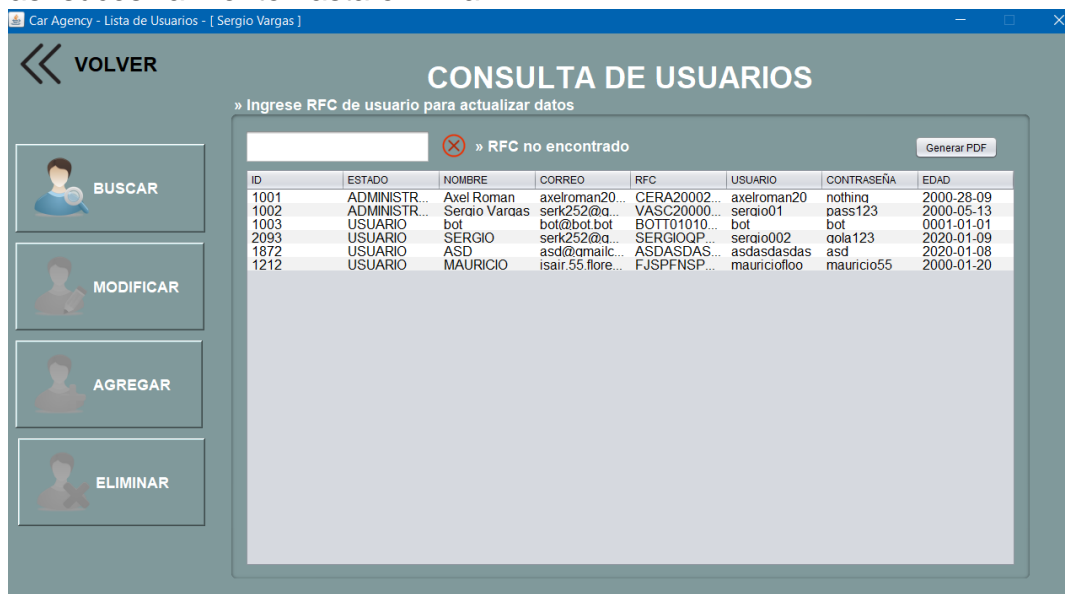 Car Agency - Lista de Usuarios - [ Sergio Vargas ]
VOLVER
CONSULTA DE USUARIOS
» Ingrese RFC de usuario para actualizar datos
» RFC no encontrado
Generar PDF
BUSCAR
MODIFICAR
AGREGAR
ELIMINAR
ID ESTADO NOMBRE CORREO RFC USUARIO CONTRASEÑA EDAD
1001 ADMINISTR... Axel Roman axelroman20... CERA20002... axelroman20 nothing 2000-28-09
1002 ADMINISTR... Sergio Vargas serk252@g... VASC20000... sergio01 pass123 2000-05-13
1003 USUARIO bot bot@bot.bot BOTT01010... bot bot 0001-01-01
2093 USUARIO SERGIO serk252@g... SERGIOQP... sergio002 gola123 2020-01-09
1872 USUARIO ASD asd@gmailc... ASDASDAS... asdasdasdas asd 2020-01-08
1212 USUARIO MAURICIO isair.55.flore... FJSPFNSP... mauriciofloo mauricio55 2000-01-20